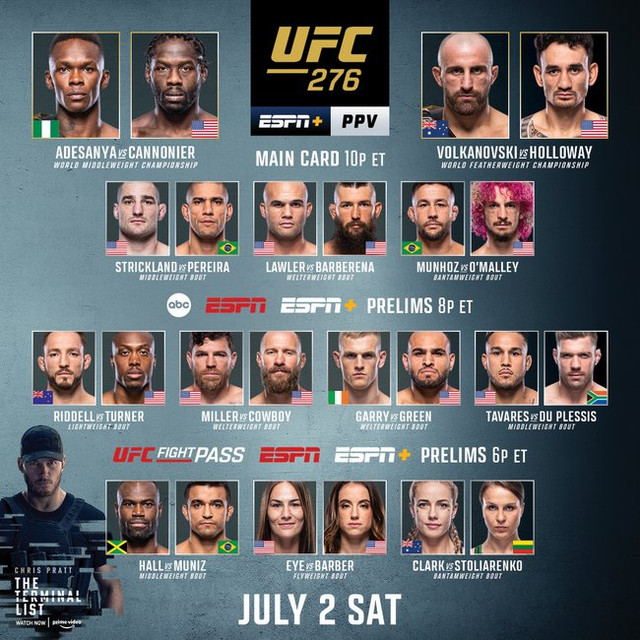 UFC
276
ESPN+ PPV
ADESANYA VS CANNONIER
WORLD MIDDLEWEIGHT CHAMPIONSHIP
MAIN CARD 10P ET
VOLKANOVSKI VS HOLLOWAY
WORLD FEATHERWEIGHT CHAMPIONSHIP
STRICKLAND VS PEREIRA
MIDDLEWEIGHT BOUT
LAWLER VS BARBERENA
WELTERWEIGHT BOUT
MUNHOZ VS O'MALLEY
BANTAMWEIGHT BOUT
abc ESPN ESPN+ PRELIMS 8P ET
RIDDELL VS TURNER
LIGHTWEIGHT BOUT
MILLER VS COWBOY
WELTERWEIGHT BOUT
GARRY VS GREEN
WELTERWEIGHT BOUT
TAVARES VS DU PLESSIS
MIDDLEWEIGHT BOUT
UFC FIGHT PASS ESPN ESPN+ PRELIMS 6P ET
HALL VS MUNIZ
MIDDLEWEIGHT BOUT
EYE VS BARBER
FLYWEIGHT BOUT
CLARK VS STOLIARENKO
BANTAMWEIGHT BOUT
CHRIS PRATT
THE
TERMINAL
LIST
WATCH NOW | prime video
JULY 2 SAT